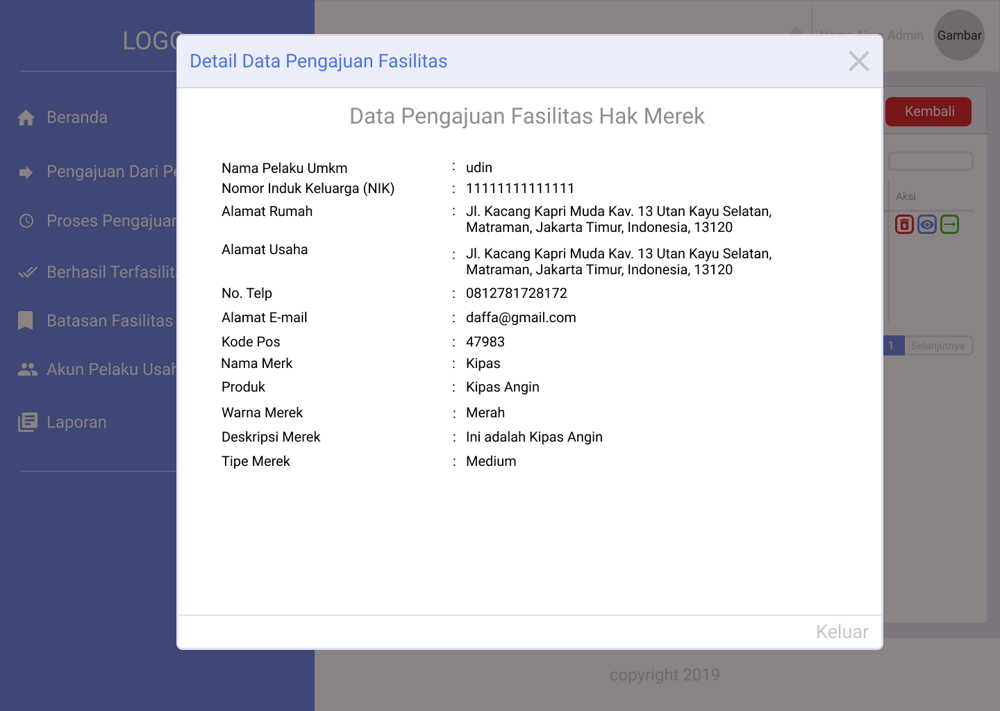 LOGO
Nama Akun Admin
Gambar
Detail Data Pengajuan Fasilitas
Beranda
Pengajuan Dari Pe
Proses Pengajuan
Berhasil Terfasilita
Batasan Fasilitas
Akun Pelaku Usah
Laporan
Data Pengajuan Fasilitas Hak Merek
Nama Pelaku Umkm : udin
Nomor Induk Keluarga (NIK) : 11111111111111
Alamat Rumah : Jl. Kacang Kapri Muda Kav. 13 Utan Kayu Selatan,
Matraman, Jakarta Timur, Indonesia, 13120
Alamat Usaha : Jl. Kacang Kapri Muda Kav. 13 Utan Kayu Selatan,
Matraman, Jakarta Timur, Indonesia, 13120
No. Telp : 0812781728172
Alamat E-mail : daffa@gmail.com
Kode Pos : 47983
Nama Merk : Kipas
Produk : Kipas Angin
Warna Merek : Merah
Deskripsi Merek : Ini adalah Kipas Angin
Tipe Merek : Medium
Kembali
Aksi
1 Selanjutnya
Keluar
copyright 2019